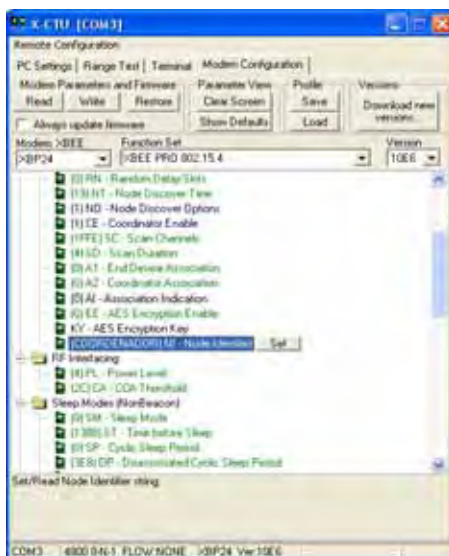 X-CTU [COM3]
Remote Configuration
PC Settings Range Test Terminal Modem Configuration
Modem Parameters and Firmware Parameter View Profile Versions
Read Write Restore Clear Screen Save Download new versions...
Always update firmware Show Defaults Load
Modem: XBEE Function Set Version
XBP24 XBEE PRO 802.15.4 10E6
(0) RN - Random Delay Slots
(19) NT - Node Discover Time
(1) NO - Node Discover Options
(1) CE - Coordinator Enable
(1FFE) SC - Scan Channels
(4) SD - Scan Duration
(0) A1 - End Device Association
(0) A2 - Coordinator Association
(0) AI - Association Indication
(0) EE - AES Encryption Enable
KY - AES Encryption Key
(COORDENADOR) NI - Node Identifier Set
RF Interfacing
(4) PL - Power Level
(2C) CA - CCA Threshold
Sleep Modes (NonBeacon)
(0) SM - Sleep Mode
(1388) ST - Time before Sleep
(0) SP - Cyclic Sleep Period
(3E8) DP - Disassociated Cyclic Sleep Period
Set/Read Node Identifier string
COM3 4800 8-N-1 FLOW:NONE XBP24 Ver:10E6